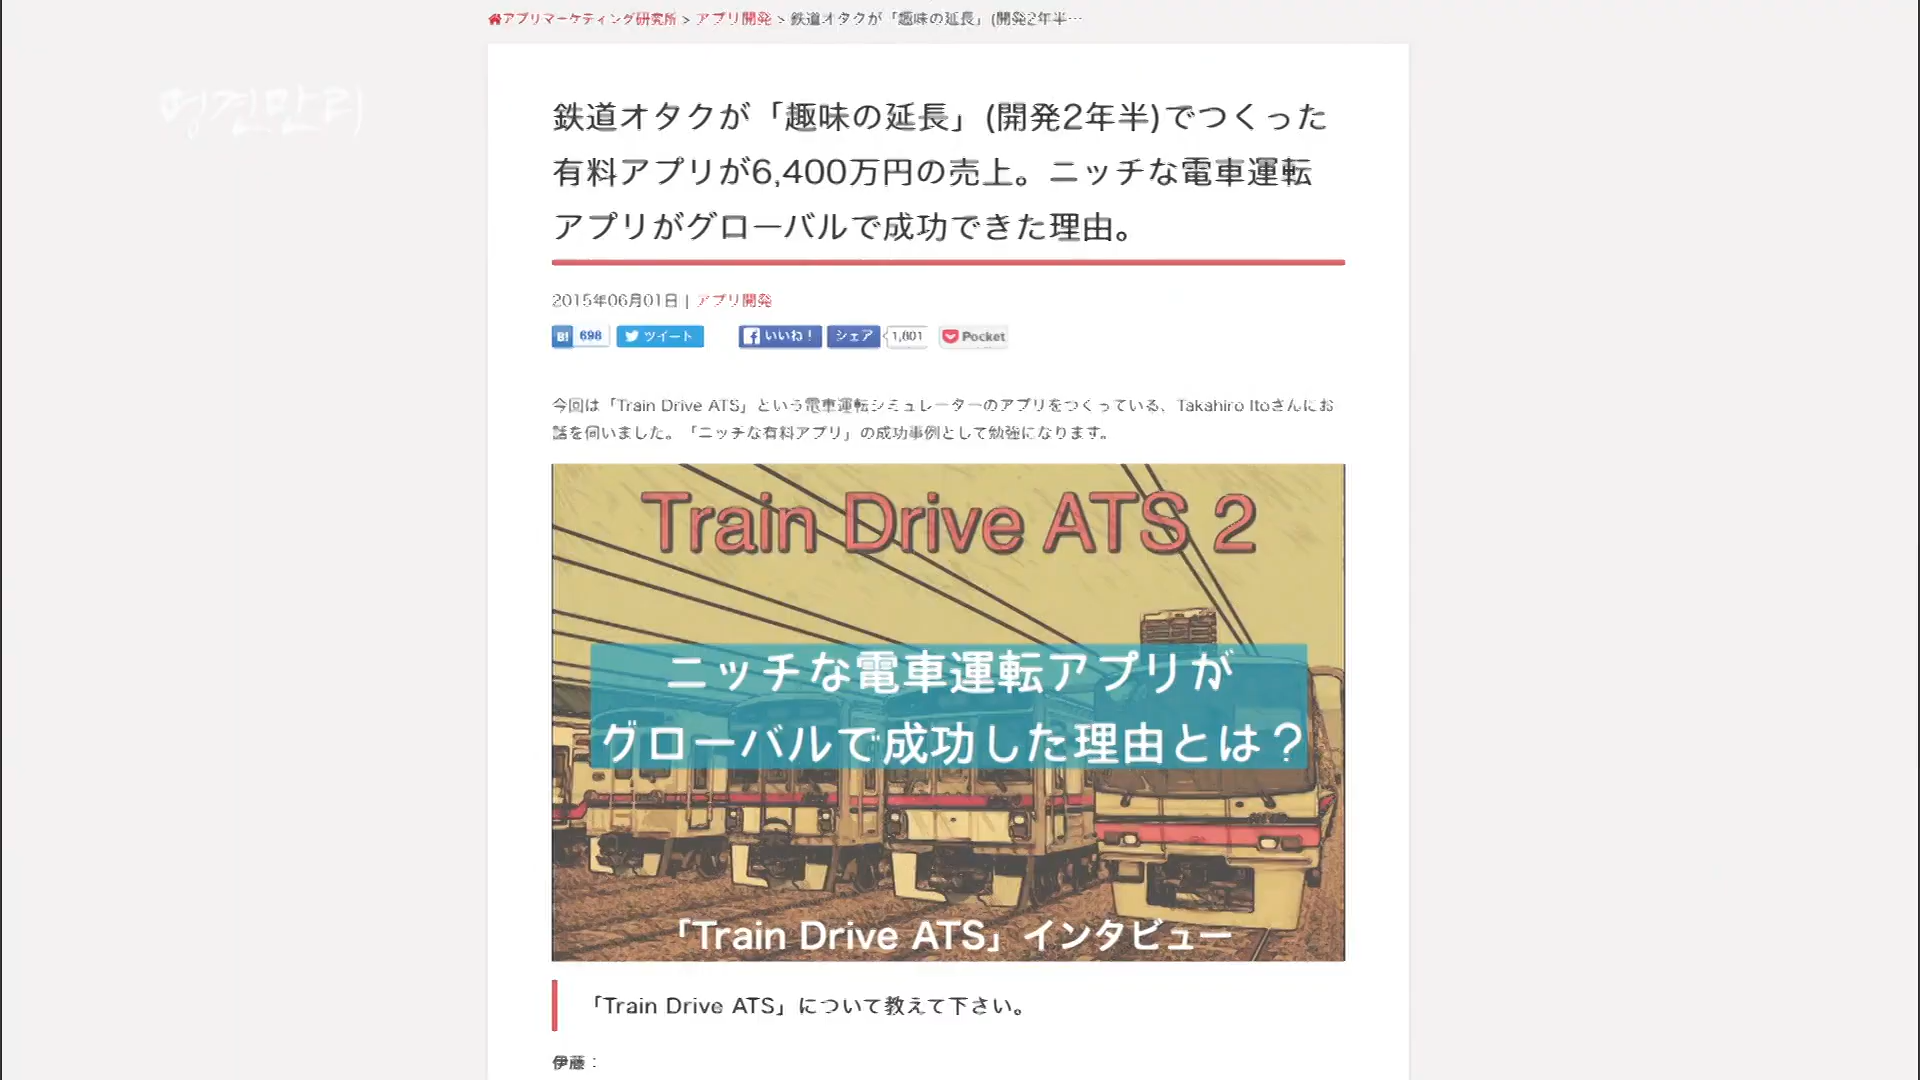 アプリマーケティング研究所 > アプリ開発 > 鉄道オタクが「趣味の延長」(開発2年半…
명견만리
鉄道オタクが「趣味の延長」(開発2年半)でつくった
有料アプリが6,400万円の売上。ニッチな電車運転
アプリがグローバルで成功できた理由。
2015年06月01日 | アプリ開発
B! 698 ツイート いいね! シェア 1,801 Pocket
今回は「Train Drive ATS」という電車運転シミュレーターのアプリをつくっている、Takahiro Itoさんにお
話を伺いました。「ニッチな有料アプリ」の成功事例として勉強になります。
Train Drive ATS 2
ニッチな電車運転アプリが
グローバルで成功した理由とは?
「Train Drive ATS」インタビュー
「Train Drive ATS」について教えて下さい。
伊藤: